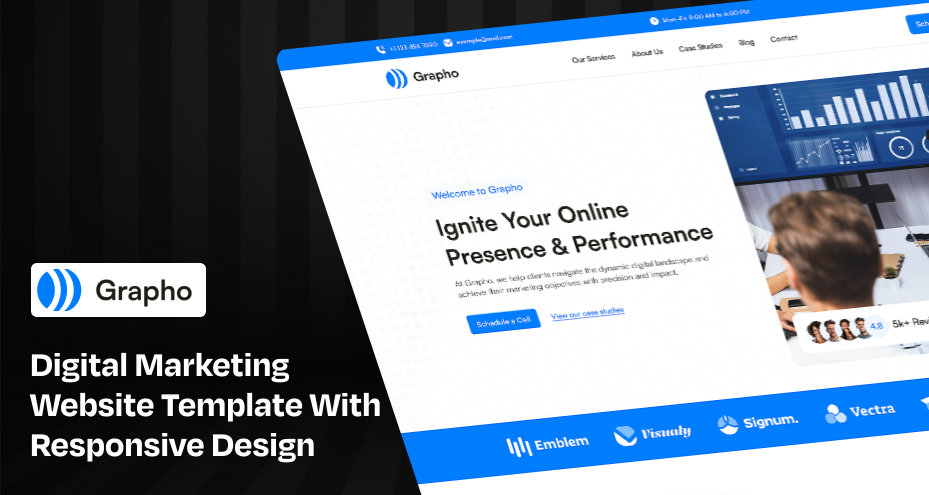 +1 123 456 7890 example@mail.com Mon-Fri: 9:00 AM to 6:00 PM
Grapho Our Services About Us Case Studies Blog Contact
Welcome to Grapho
Ignite Your Online
Presence & Performance
At Grapho, we help clients navigate the dynamic digital landscape and
achieve their marketing objectives with precision and impact.
Schedule a Call View our case studies
4.8 5k+
Emblem Visualy Signum. Vectra
Grapho
Digital Marketing
Website Template With
Responsive Design